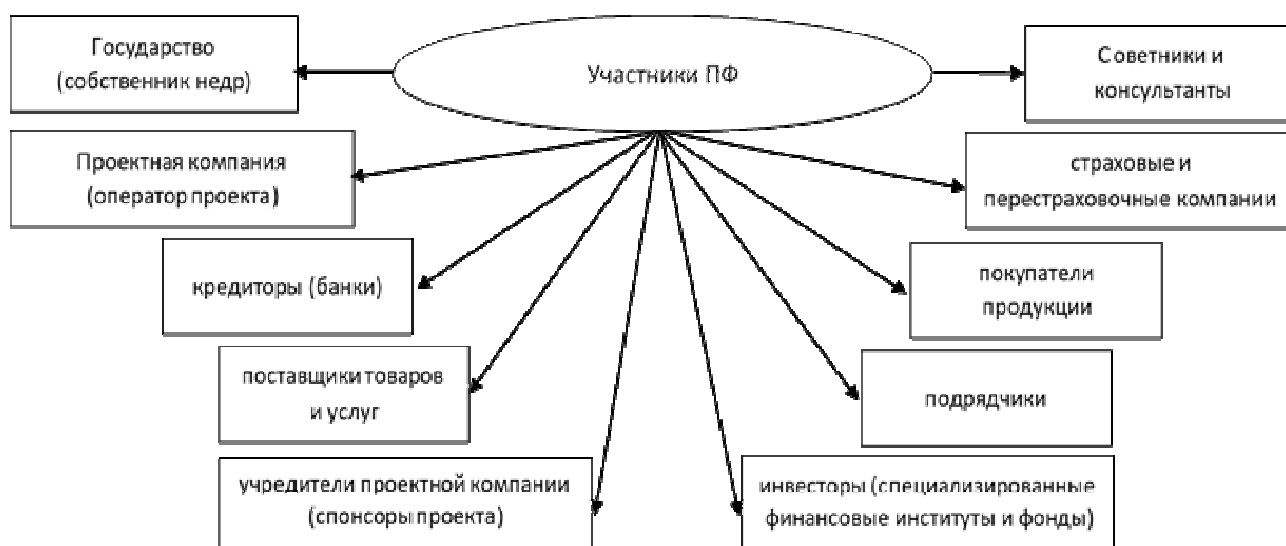 Участники ПФ
Государство
(собственник недр)
Советники и
консультанты
Проектная компания
(оператор проекта)
страховые и
перестраховочные компании
кредиторы (банки)
покупатели
продукции
поставщики товаров
и услуг
подрядчики
учредители проектной компании
(спонсоры проекта)
инвесторы (специализированные
финансовые институты и фонды)